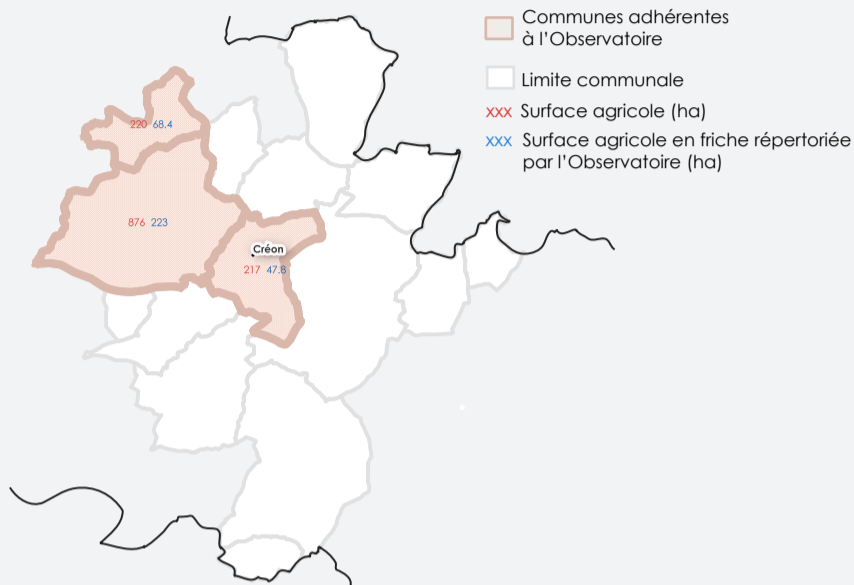 Communes adhérentes
à l'Observatoire
Limite communale
xxx Surface agricole (ha)
xxx Surface agricole en friche répertoriée
par l'Observatoire (ha)
220 68.4
876 223
Créon
217 47.8